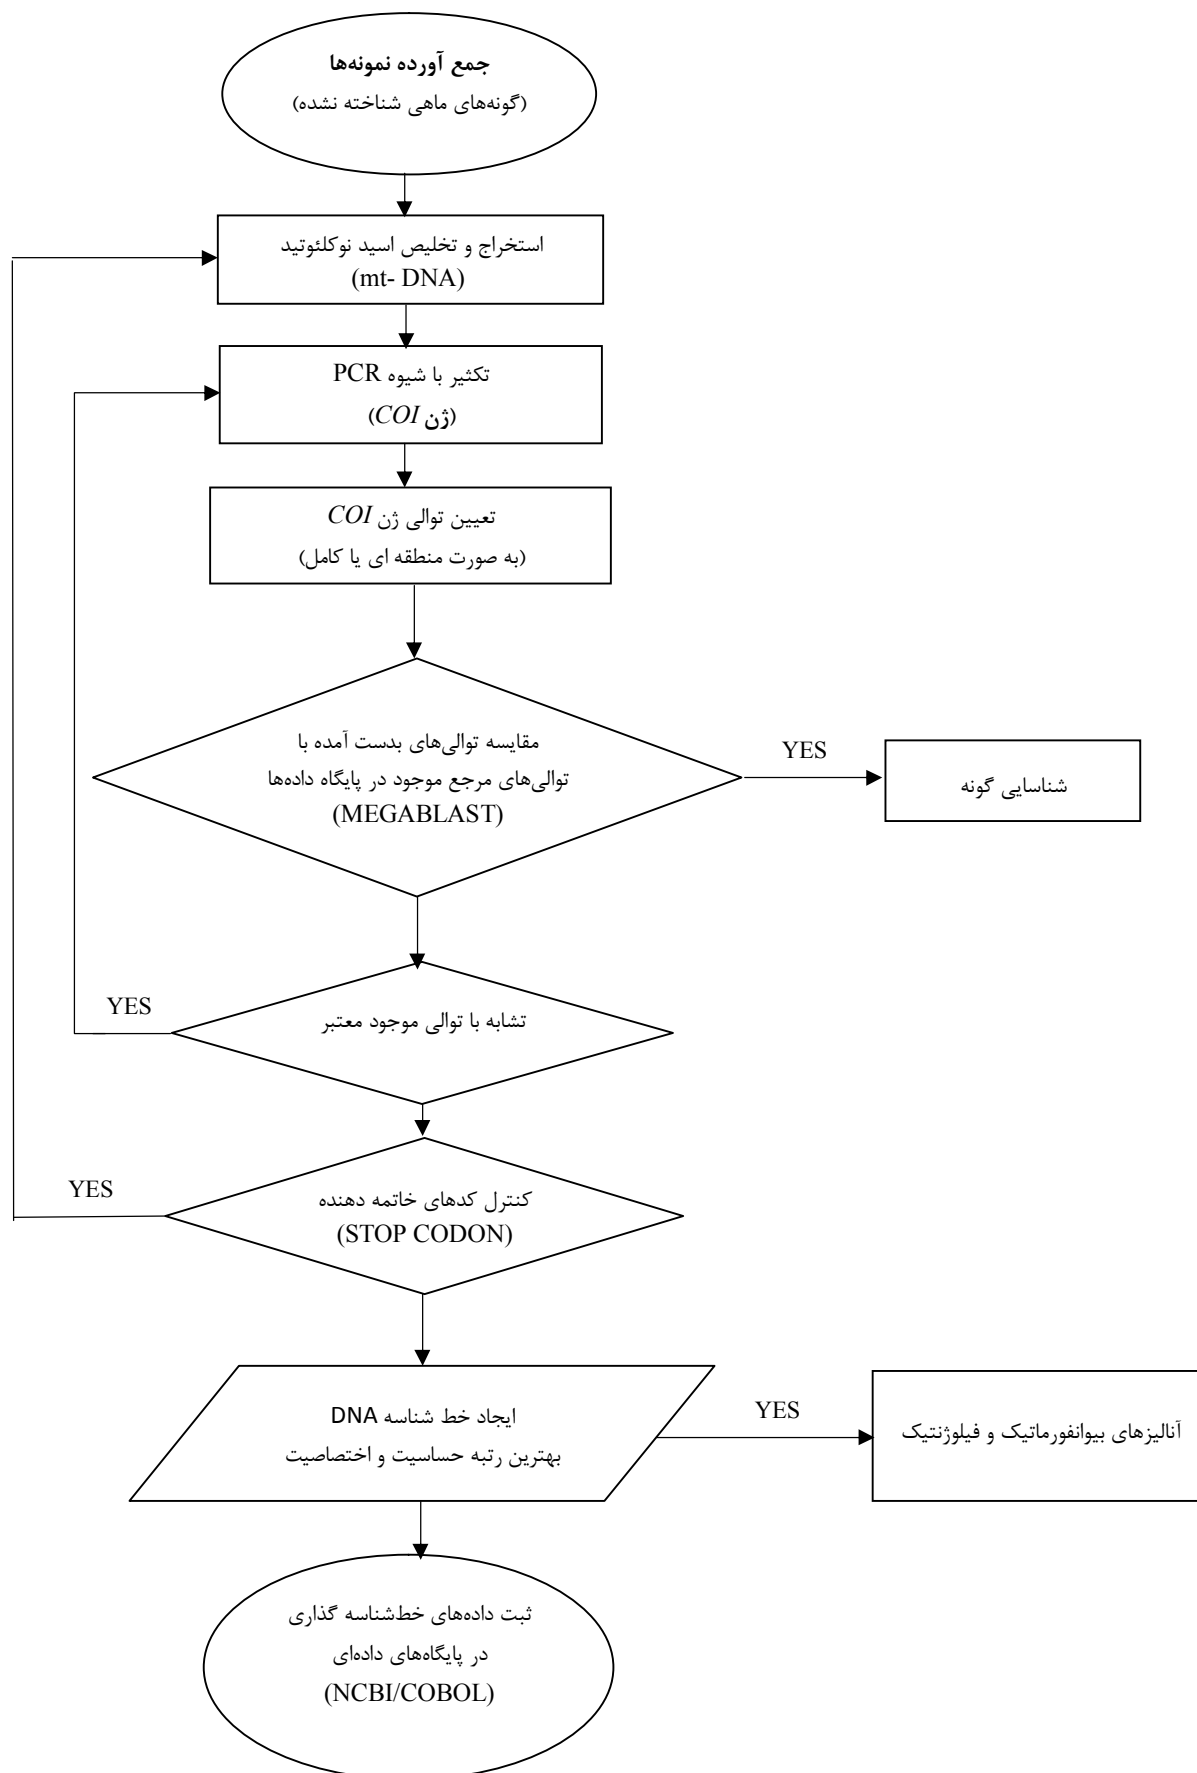 جمع آورده نمونه‌ها
(گونه‌های ماهی شناخته نشده)
استخراج و تخلیص اسید نوکلئوتید
(mt- DNA)
تکثیر با شیوه PCR
(ژن COI)
تعیین توالی ژن COI
(به صورت منطقه ای یا کامل)
مقایسه توالی‌های بدست آمده با
توالی‌های مرجع موجود در پایگاه داده‌ها
(MEGABLAST)
YES
شناسایی گونه
تشابه با توالی موجود معتبر
YES
کنترل کدهای خاتمه دهنده
(STOP CODON)
YES
ایجاد خط شناسه DNA
بهترین رتبه حساسیت و اختصاصیت
YES
آنالیزهای بیوانفورماتیک و فیلوژنتیک
ثبت داده‌های خط‌شناسه گذاری
در پایگاه‌های داده‌ای
(NCBI/COBOL)